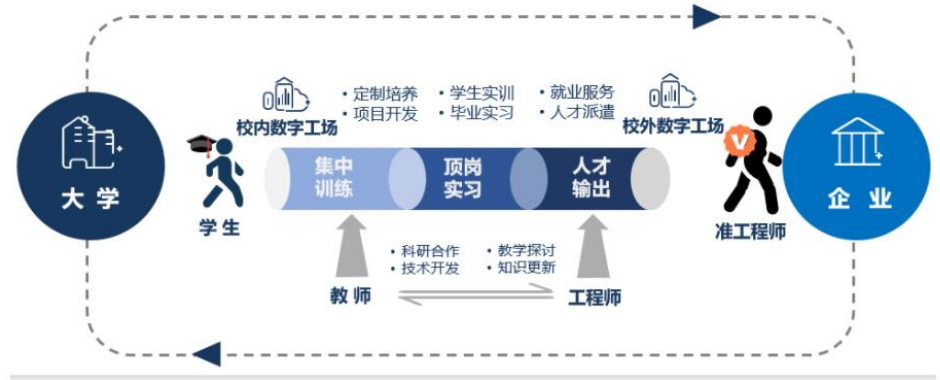 • 定制培养 • 学生实训 • 就业服务
• 项目开发 • 毕业实习 • 人才派遣
校内数字工场
校外数字工场
大学
学生
集中
训练
顶岗
实习
人才
输出
V
准工程师
企业
• 科研合作 • 教学探讨
• 技术开发 • 知识更新
教师
工程师